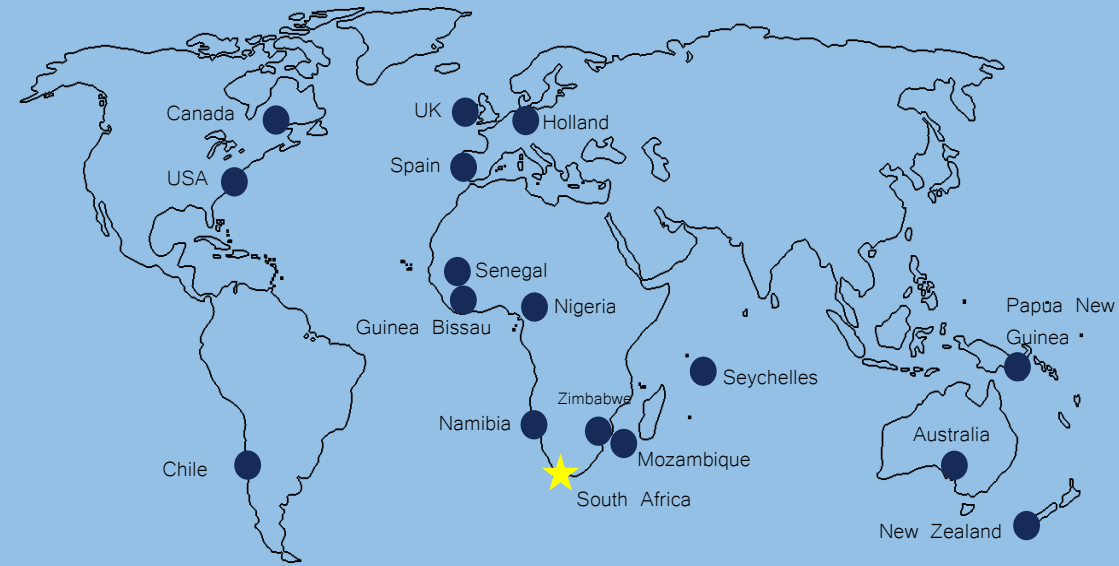 Canada
UK
Holland
Spain
USA
Senegal
Guinea Bissau
Nigeria
Papua New
Guinea
Seychelles
Zimbabwe
Namibia
Mozambique
Australia
Chile
South Africa
New Zealand